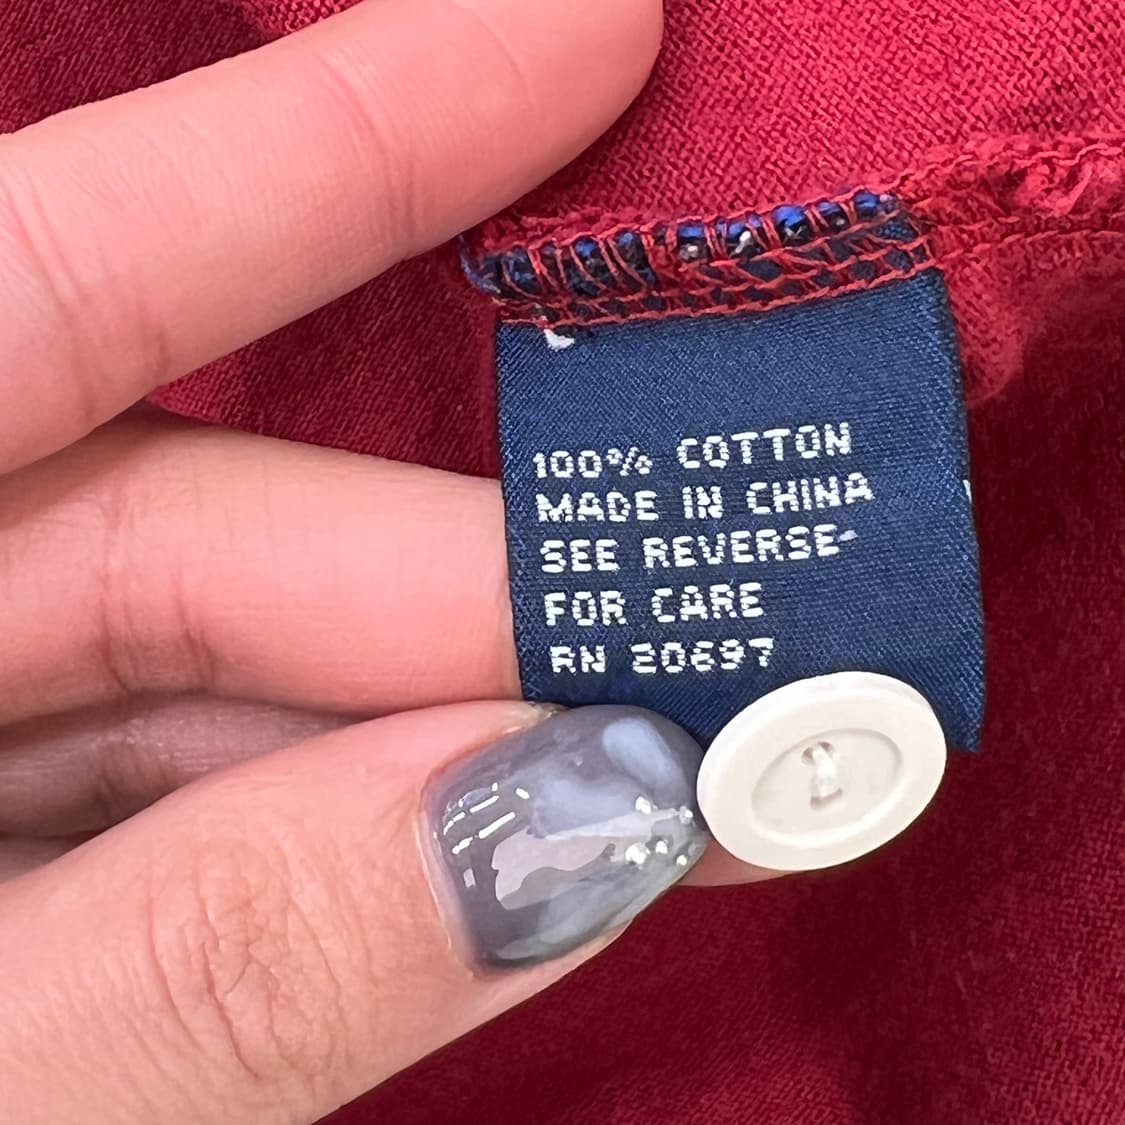 100% COTTON
MADE IN CHINA
SEE REVERSE
FOR CARE
RN 20697